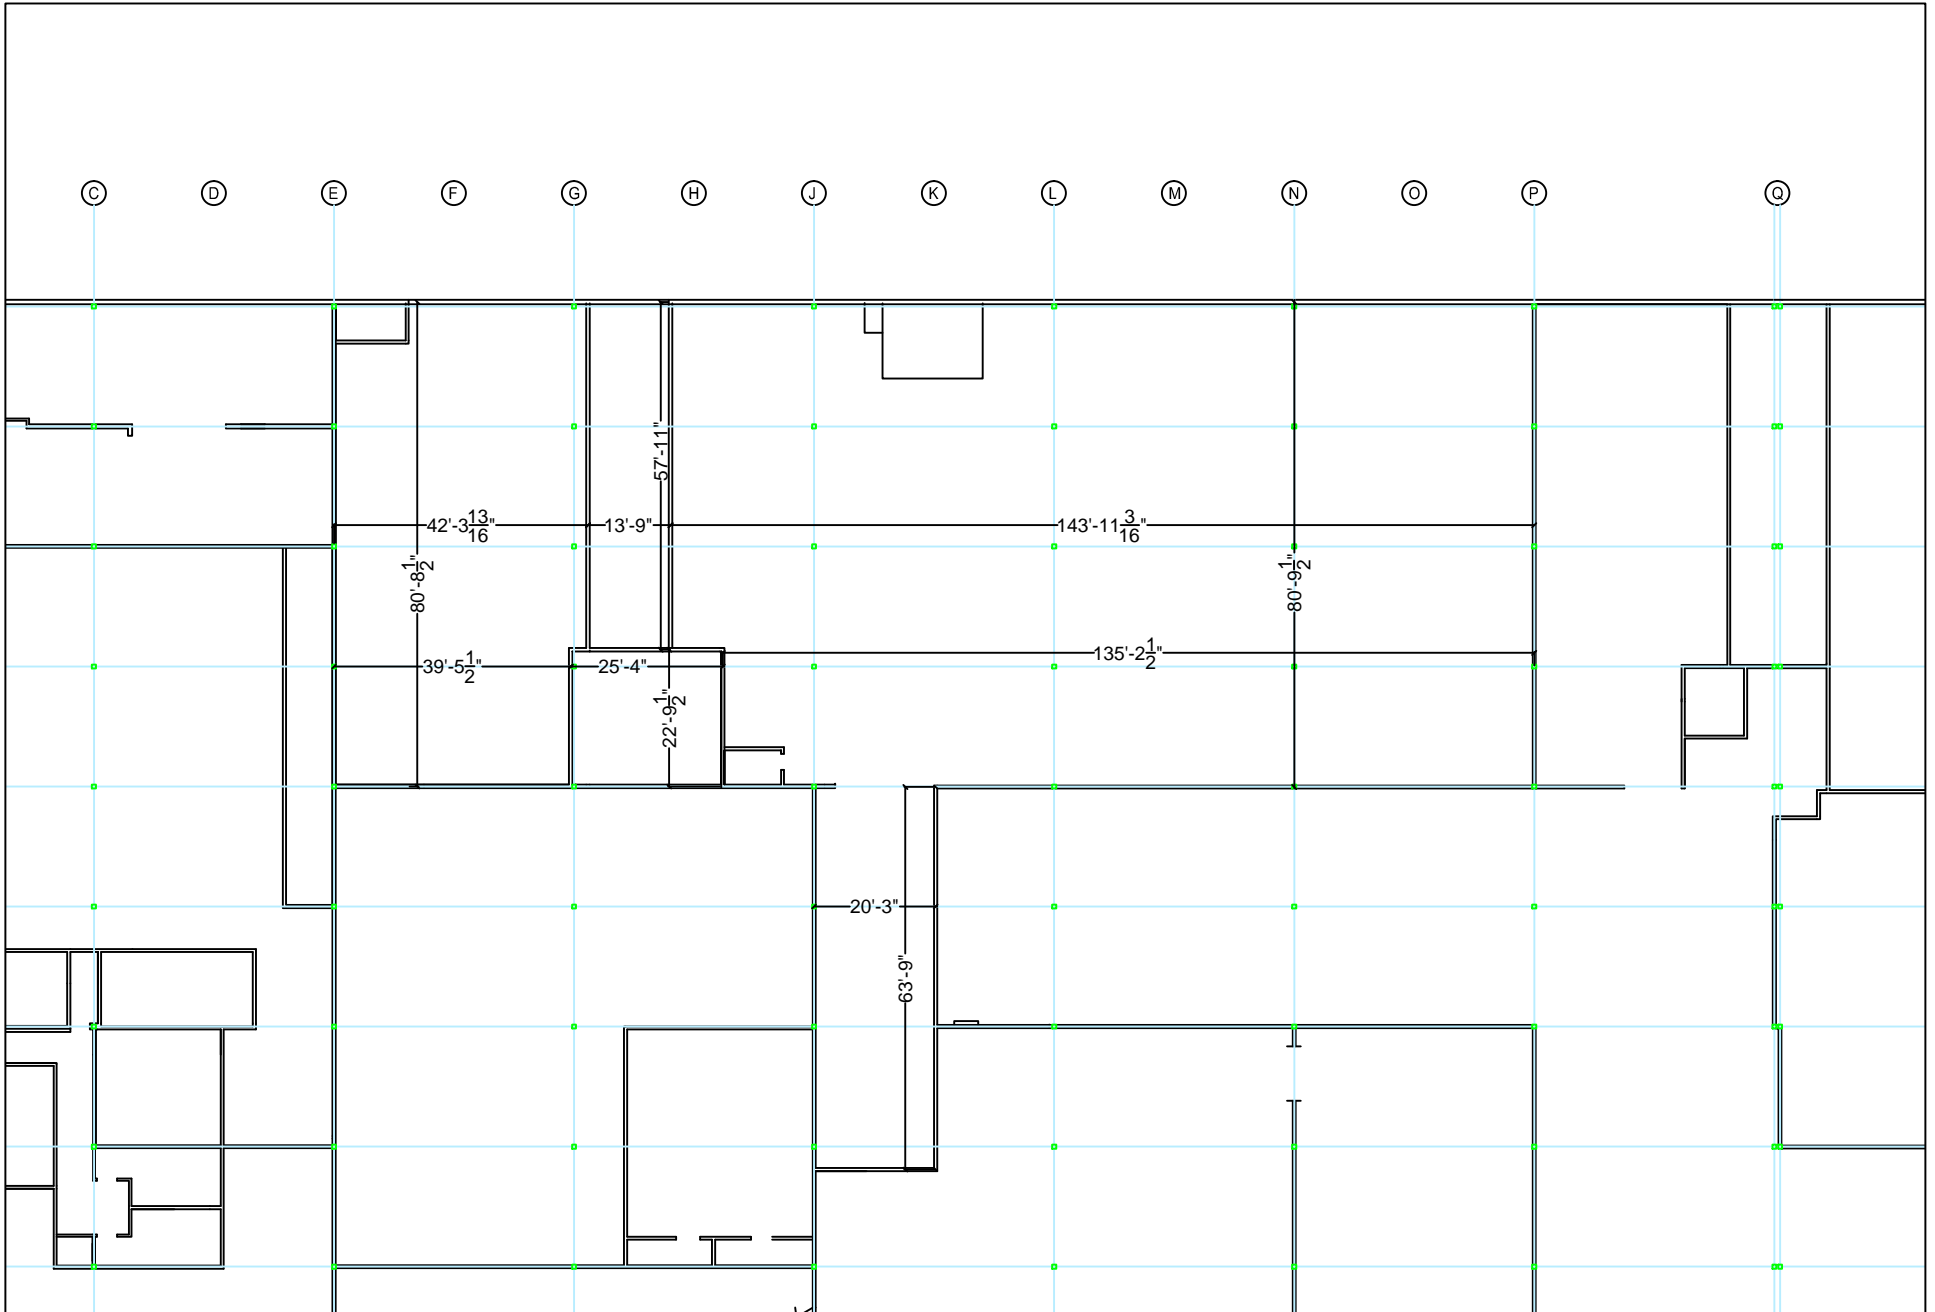 C D E F G H J K L M N O P Q
57'-11"
42'-3 13/16" 13'-9" 143'-11 3/16"
80'-8 1/2" 80'-9 1/2"
39'-5 1/2" 25'-4" 135'-2 1/2"
22'-9 1/2"
20'-3"
63'-9"